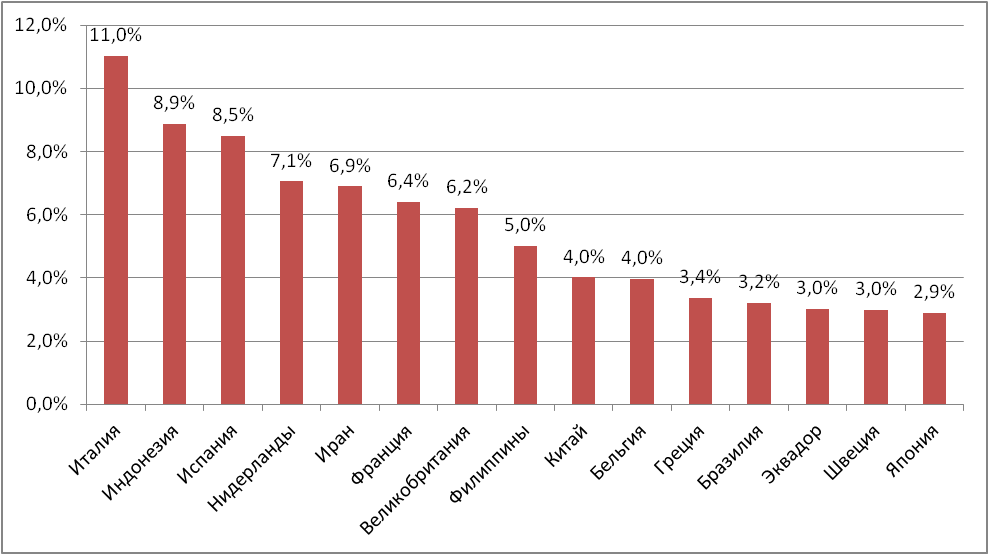 12,0%
10,0%
8,0%
6,0%
4,0%
2,0%
0,0%
11,0%
8,9%
8,5%
7,1%
6,9%
6,4%
6,2%
5,0%
4,0%
4,0%
3,4%
3,2%
3,0%
3,0%
2,9%
Италия
Индонезия
Испания
Нидерланды
Иран
Франция
Великобритания
Филиппины
Китай
Бельгия
Греция
Бразилия
Эквадор
Швеция
Япония